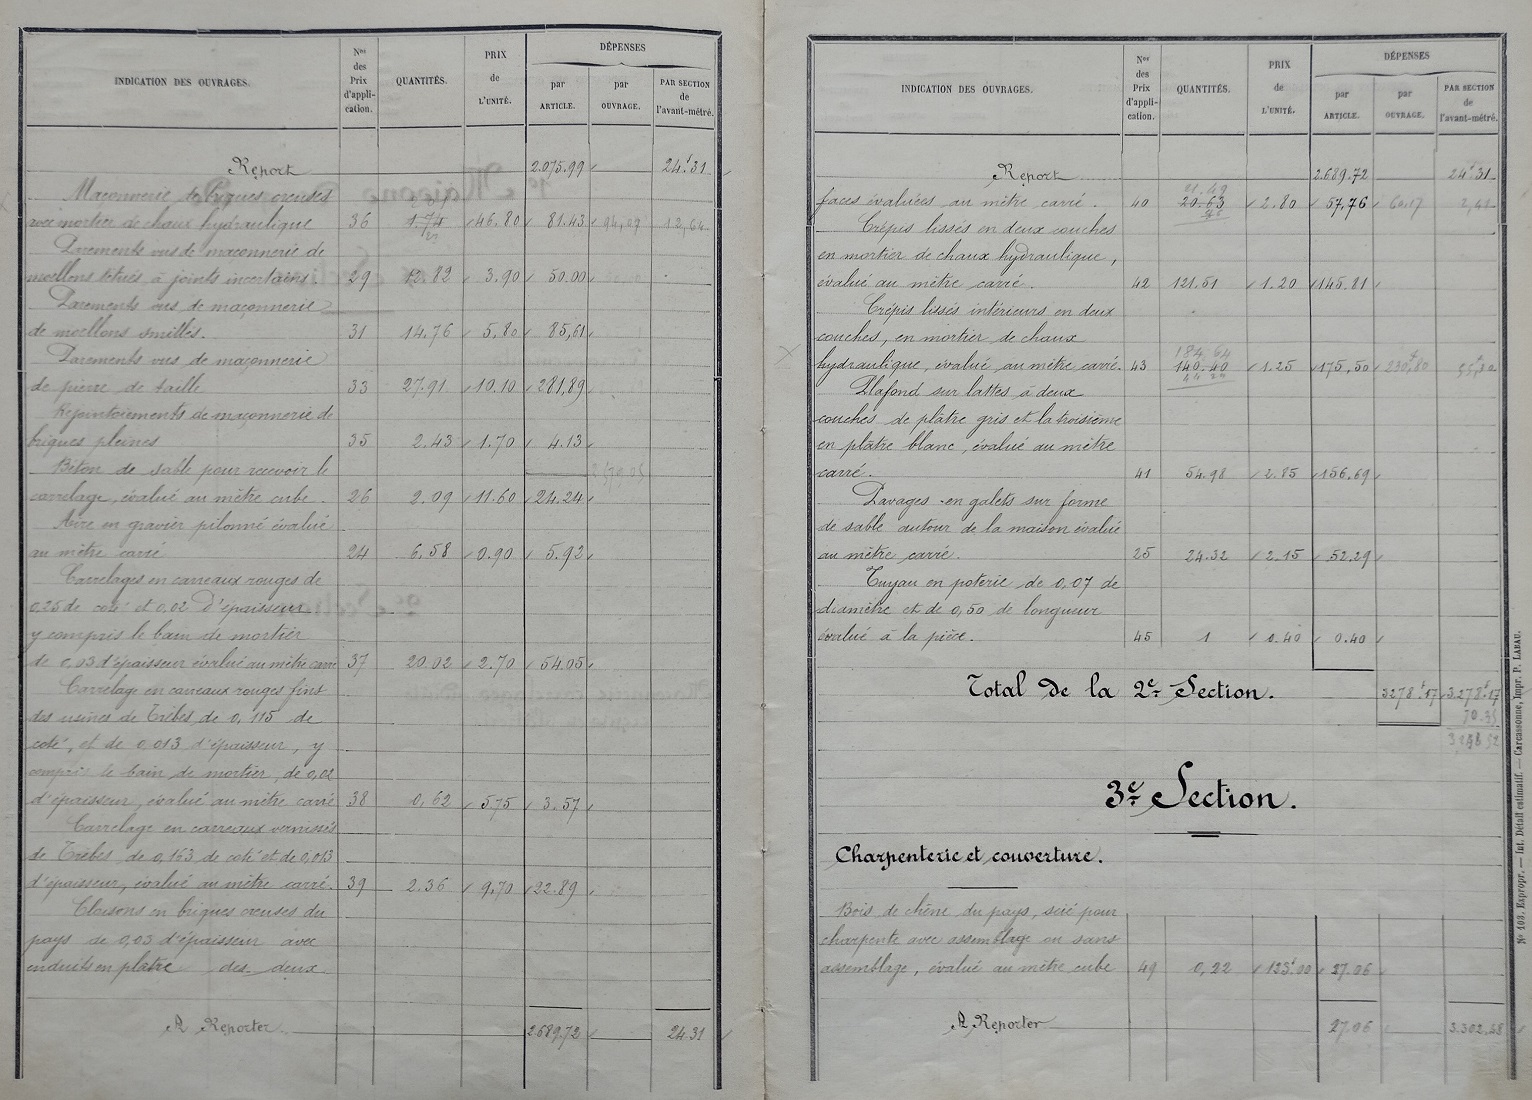 INDICATION DES OUVRAGES. Nos des Prix d'application. QUANTITÉS. PRIX de L'UNITÉ. DÉPENSES par ARTICLE. par OUVRAGE. PAR SECTION de l'avant-métré.
Report 2.075.99 24f31
Maçonnerie de briques creuses
avec mortier de chaux hydraulique 36 1.74 46.80 81.43 94,07 12,64
Parements vus de maçonnerie de
moellons têtués à joints incertains. 29 12.82 3.90 50.00
Parements vus de maçonnerie
de moellons smillés. 31 14.76 5.80 85,61
Parements vus de maçonnerie
de pierre de taille 33 27.91 10.10 281,89
Rejointoiements de maçonnerie de
briques pleines 35 2.43 1.70 4.13
Béton de sable pour recevoir le
carrelage, évalué au mètre cube. 26 2.09 11.60 24.24
Aire en gravier pilonné évalué
au mètre carré 24 6.58 0.90 5.92
Carrelages en carreaux rouges de
0,25 de coté et 0,02 d'épaisseur
y compris le bain de mortier
de 0,03 d'épaisseur évalué au mètre carré 37 20.02 2.70 54.05
Carrelage en carreaux rouges fins
des usines de Trèbes de 0,115 de
coté, et de 0,013 d'épaisseur, y
compris le bain de mortier, de 0,02
d'épaisseur, évalué au mètre carré 38 0,62 5.75 3.57
Carrelage en carreaux vernissés
de Trèbes, de 0,163 de coté et de 0,013
d'épaisseur, évalué au mètre carré. 39 2.36 9.70 22.89
Cloisons en briques creuses du
pays de 0,03 d'épaisseur avec
enduits en plâtre des deux
A Reporter 2.689,72 24.31
INDICATION DES OUVRAGES. Nos des Prix d'application. QUANTITÉS. PRIX de L'UNITÉ. DÉPENSES par ARTICLE. par OUVRAGE. PAR SECTION de l'avant-métré.
Report 2.689.72 24f.31
21.49
faces évaluées au mètre carré. 40 20.63 2.80 57,76 60.17 2,41
Crépis lissés en deux couches
en mortier de chaux hydraulique,
évalué au mètre carré. 42 121.51 1.20 145.81
Crépis lissés intérieurs en deux
couches, en mortier de chaux
184.64
hydraulique, évalué au mètre carré. 43 140.40 1.25 175,50 230f80 55f30
44 24
Plafond sur lattes à deux
couches de plâtre gris et la troisième
en plâtre blanc, évalué au mètre
carré. 41 54.98 2.85 156.69
Pavages en galets sur forme
de sable autour de la maison évalué
au mètre carré. 25 24.32 2.15 52.29
Tuyau en poterie de 0,07 de
diamètre et de 0,50 de longueur
évalué à la pièce. 45 1 0.40 0.40
Total de la 2e Section. 3278f.17 3.278f.17
70.35
3e Section.
Charpenterie et couverture.
Bois de chêne du pays, scié pour
charpente avec assemblage ou sans
assemblage, évalué au mètre cube 49 0,22 123f.00 27.06
A Reporter 27.06 3.302,48
No 103. Expropr. — Int. Détail estimatif. — Carcassonne, Impr. P. LABAU.